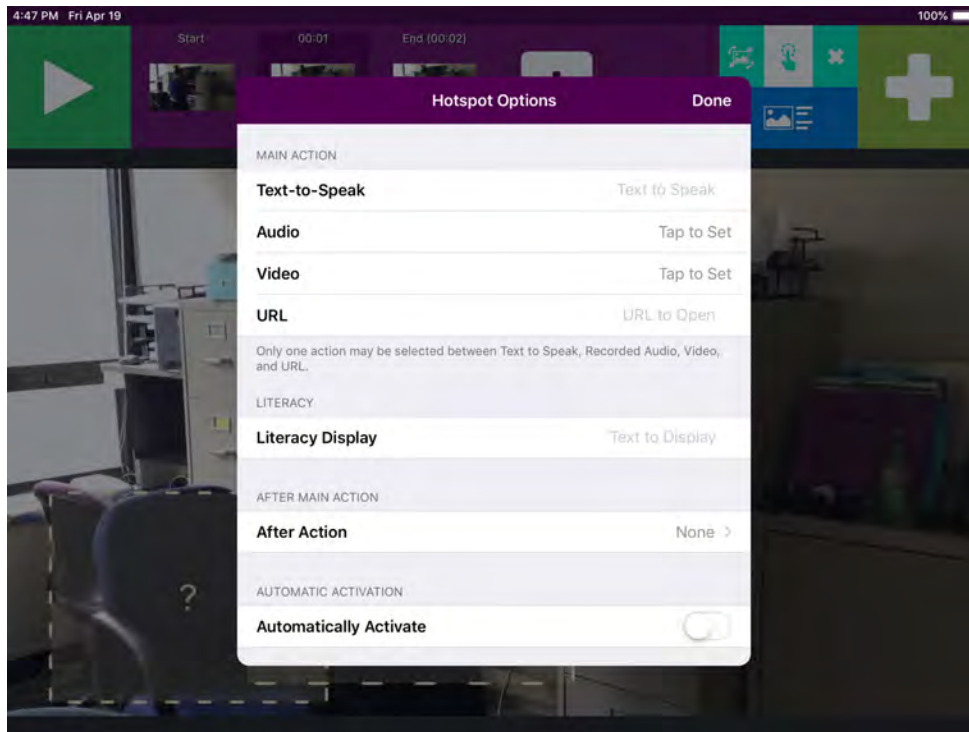 4:47 PM Fri Apr 19
100%
Start
00:01
End (00:02)
Hotspot Options
Done
MAIN ACTION
Text-to-Speak
Text to Speak
Audio
Tap to Set
Video
Tap to Set
URL
URL to Open
Only one action may be selected between Text to Speak, Recorded Audio, Video,
and URL.
LITERACY
Literacy Display
Text to Display
AFTER MAIN ACTION
After Action
None
AUTOMATIC ACTIVATION
Automatically Activate
?